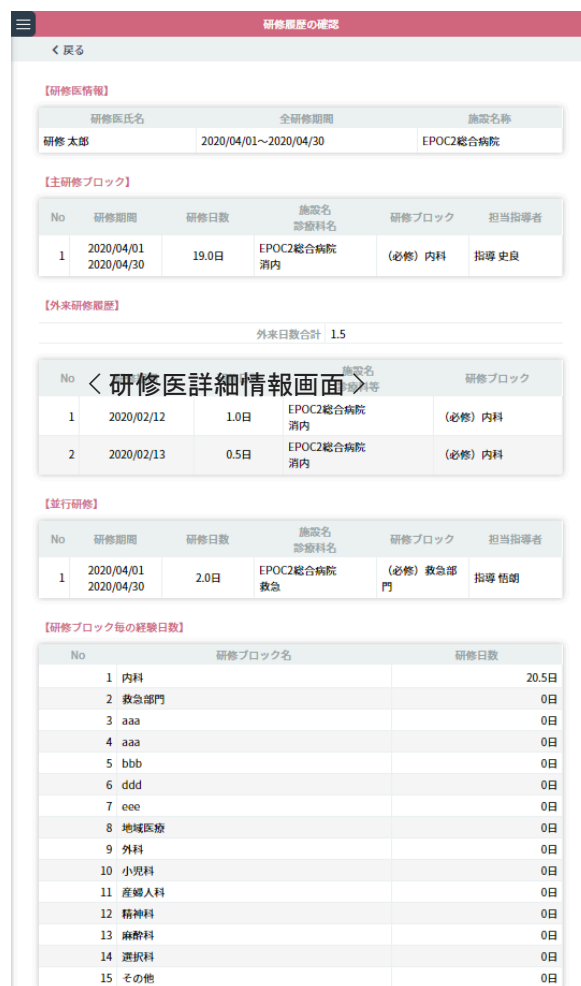 研修履歴の確認
戻る
【研修医情報】
研修医氏名 全研修期間 施設名称
研修 太郎 2020/04/01～2020/04/30 EPOC2総合病院
【主研修ブロック】
No 研修期間 研修日数 施設名 診療科名 研修ブロック 担当指導者
1 2020/04/01 2020/04/30 19.0日 EPOC2総合病院 消内 （必修）内科 指導 史良
【外来研修履歴】
外来日数合計 1.5
〈 研修医詳細情報画面 〉
No 施設名 研修ブロック
1 2020/02/12 1.0日 EPOC2総合病院 消内 （必修）内科
2 2020/02/13 0.5日 EPOC2総合病院 消内 （必修）内科
【並行研修】
No 研修期間 研修日数 施設名 診療科名 研修ブロック 担当指導者
1 2020/04/01 2020/04/30 2.0日 EPOC2総合病院 救急 （必修）救急部門 指導 悟朗
【研修ブロック毎の経験日数】
No 研修ブロック名 研修日数
1 内科 20.5日
2 救急部門 0日
3 aaa 0日
4 aaa 0日
5 bbb 0日
6 ddd 0日
7 eee 0日
8 地域医療 0日
9 外科 0日
10 小児科 0日
11 産婦人科 0日
12 精神科 0日
13 麻酔科 0日
14 選択科 0日
15 その他 0日